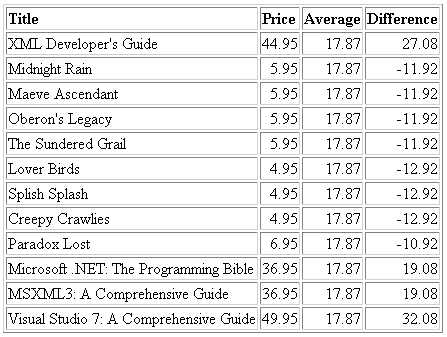 Title Price Average Difference
XML Developer's Guide 44.95 17.87 27.08
Midnight Rain 5.95 17.87 -11.92
Maeve Ascendant 5.95 17.87 -11.92
Oberon's Legacy 5.95 17.87 -11.92
The Sundered Grail 5.95 17.87 -11.92
Lover Birds 4.95 17.87 -12.92
Splish Splash 4.95 17.87 -12.92
Creepy Crawlies 4.95 17.87 -12.92
Paradox Lost 6.95 17.87 -10.92
Microsoft .NET: The Programming Bible 36.95 17.87 19.08
MSXML3: A Comprehensive Guide 36.95 17.87 19.08
Visual Studio 7: A Comprehensive Guide 49.95 17.87 32.08